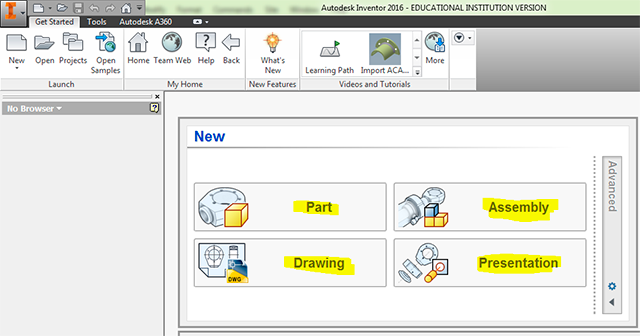 Autodesk Inventor 2016 - EDUCATIONAL INSTITUTION VERSION
Get Started Tools Autodesk A360
New Open Projects Open Samples Home Team Web Help Back What's New Learning Path Import ACA... More
Launch My Home New Features Videos and Tutorials
No Browser
New
Part Assembly
Drawing Presentation
DWG
Advanced